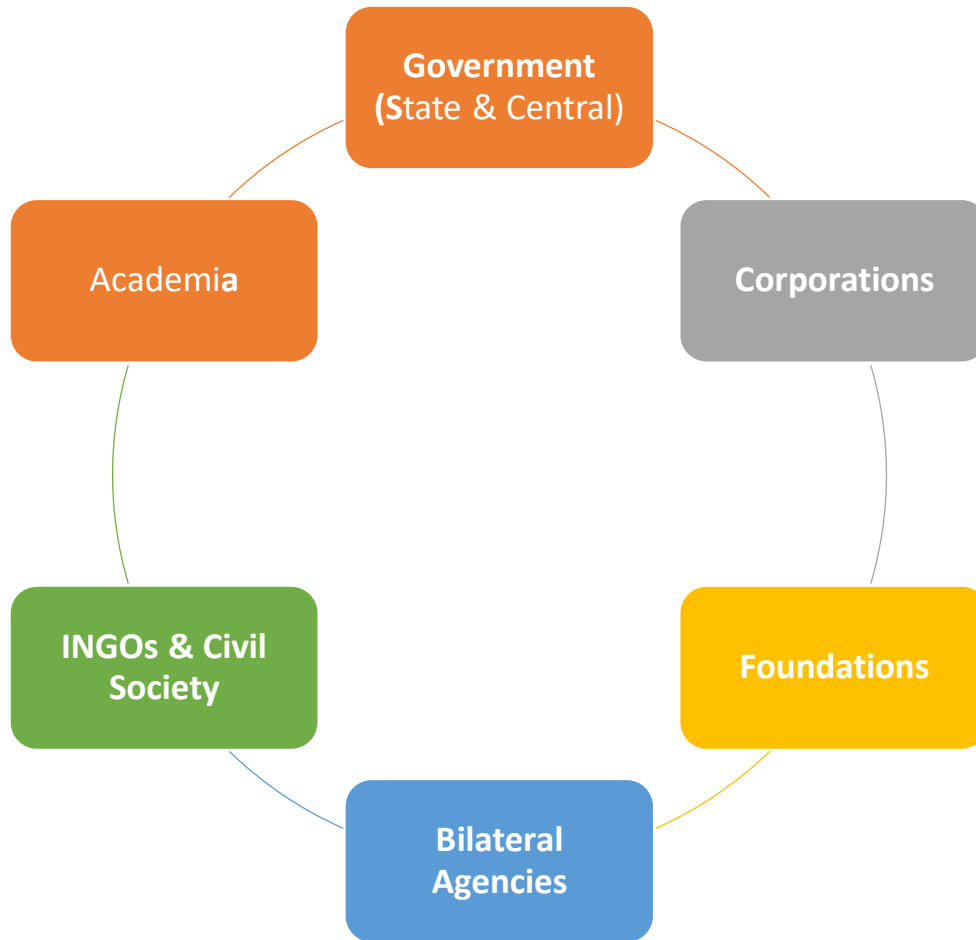 Government
(State & Central)
Corporations
Foundations
Bilateral
Agencies
INGOs & Civil
Society
Academia